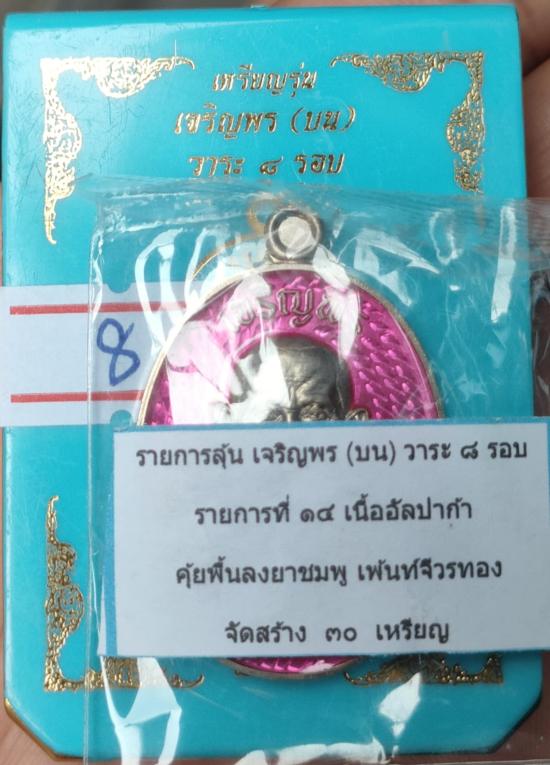 เหรียญรุ่น
เจริญพร (บน)
วาระ ๘ รอบ
เจริญพร
8
รายการลุ้น เจริญพร (บน) วาระ ๘ รอบ
รายการที่ ๑๔ เนื้ออัลปาก้า
คุ้ยพื้นลงยาชมพู เพ้นท์จีวรทอง
จัดสร้าง ๓๐ เหรียญ